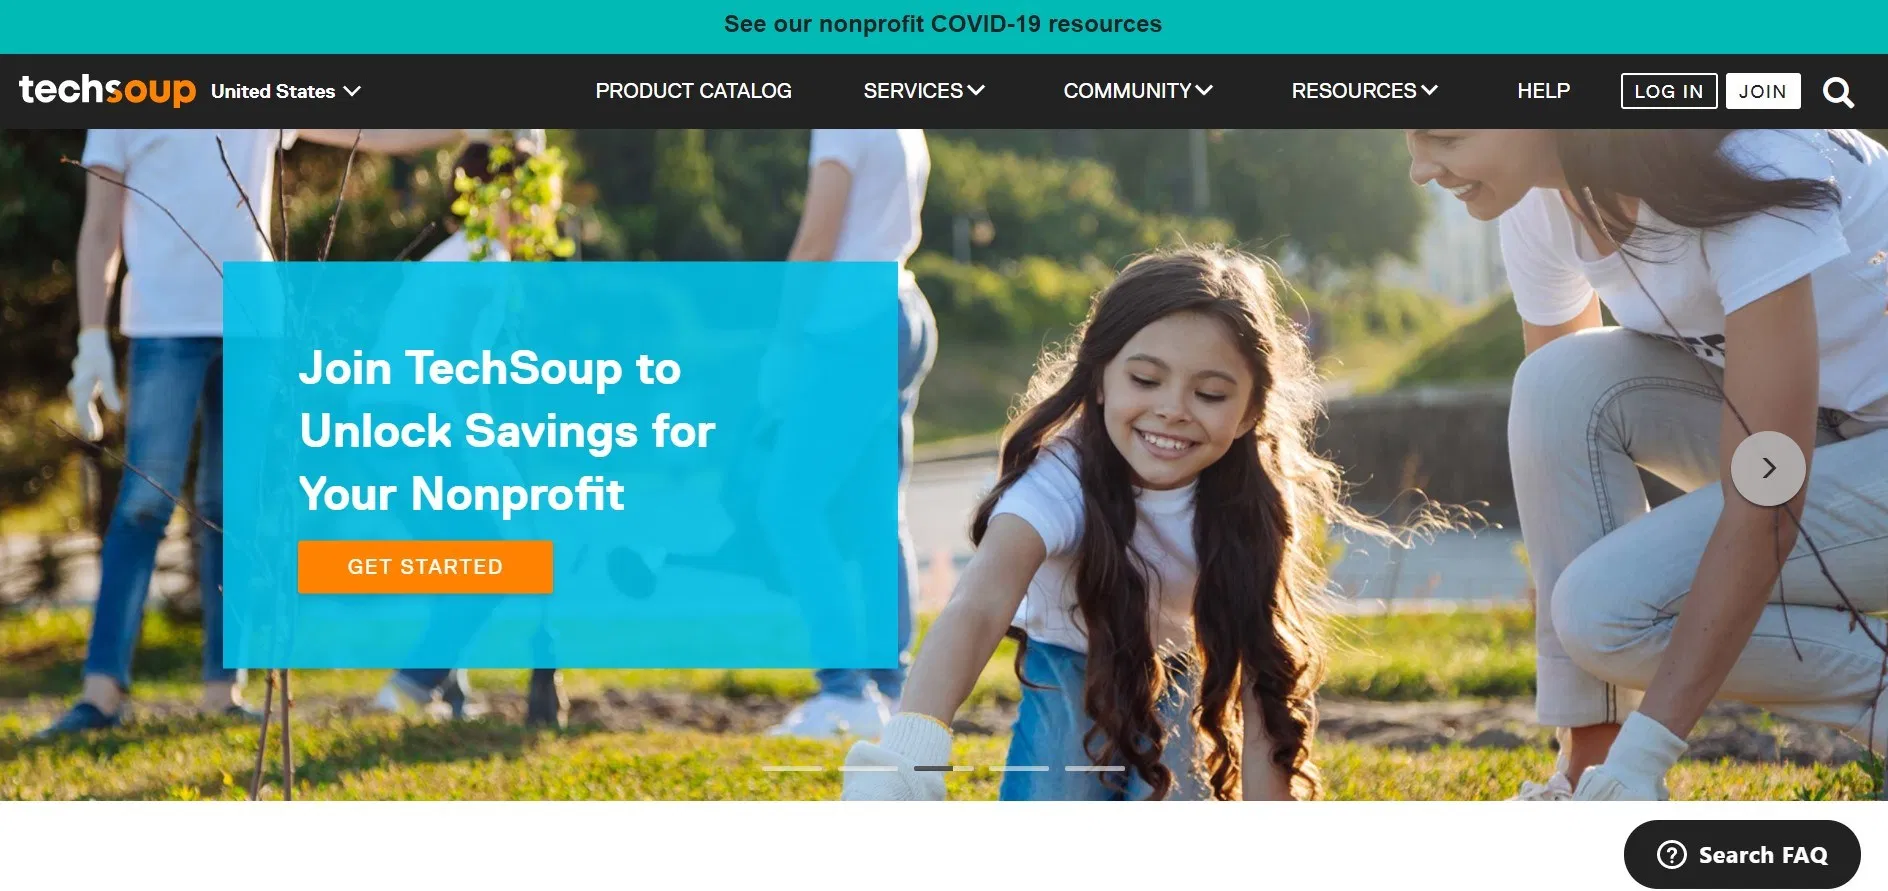 See our nonprofit COVID-19 resources
techsoup United States PRODUCT CATALOG SERVICES COMMUNITY RESOURCES HELP LOG IN JOIN
Join TechSoup to
Unlock Savings for
Your Nonprofit
GET STARTED
Search FAQ